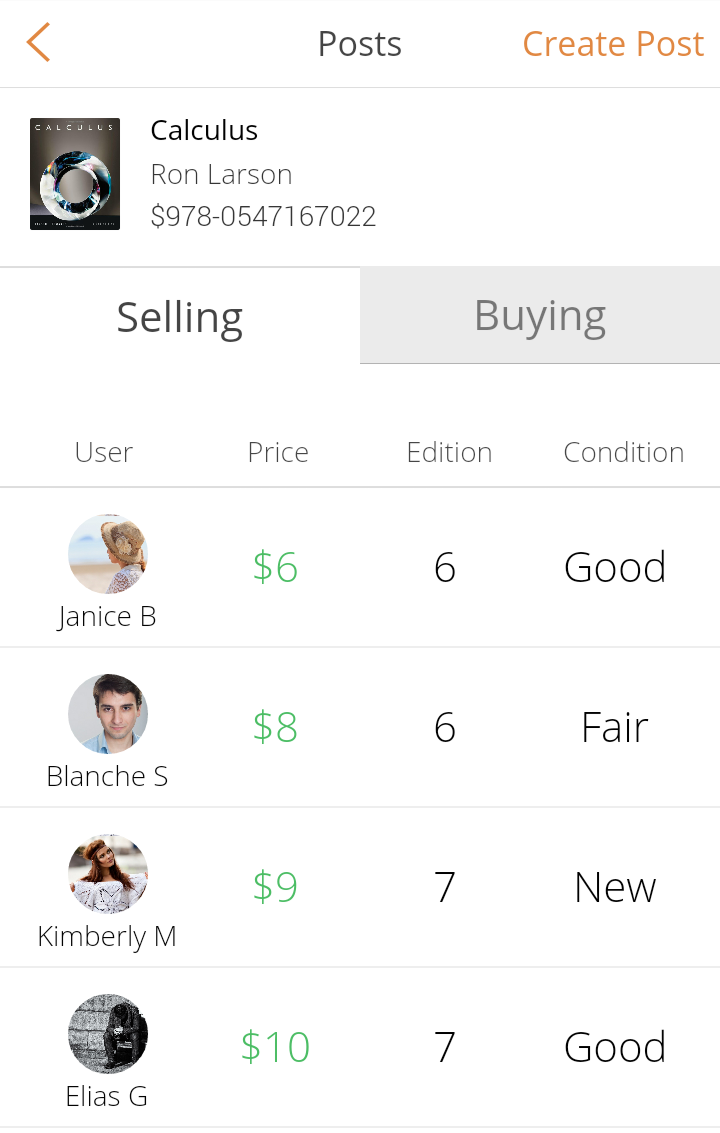 Posts
Create Post
CALCULUS
Calculus
Ron Larson
$978-0547167022
Selling
Buying
User Price Edition Condition
$6 6 Good
Janice B
$8 6 Fair
Blanche S
$9 7 New
Kimberly M
$10 7 Good
Elias G